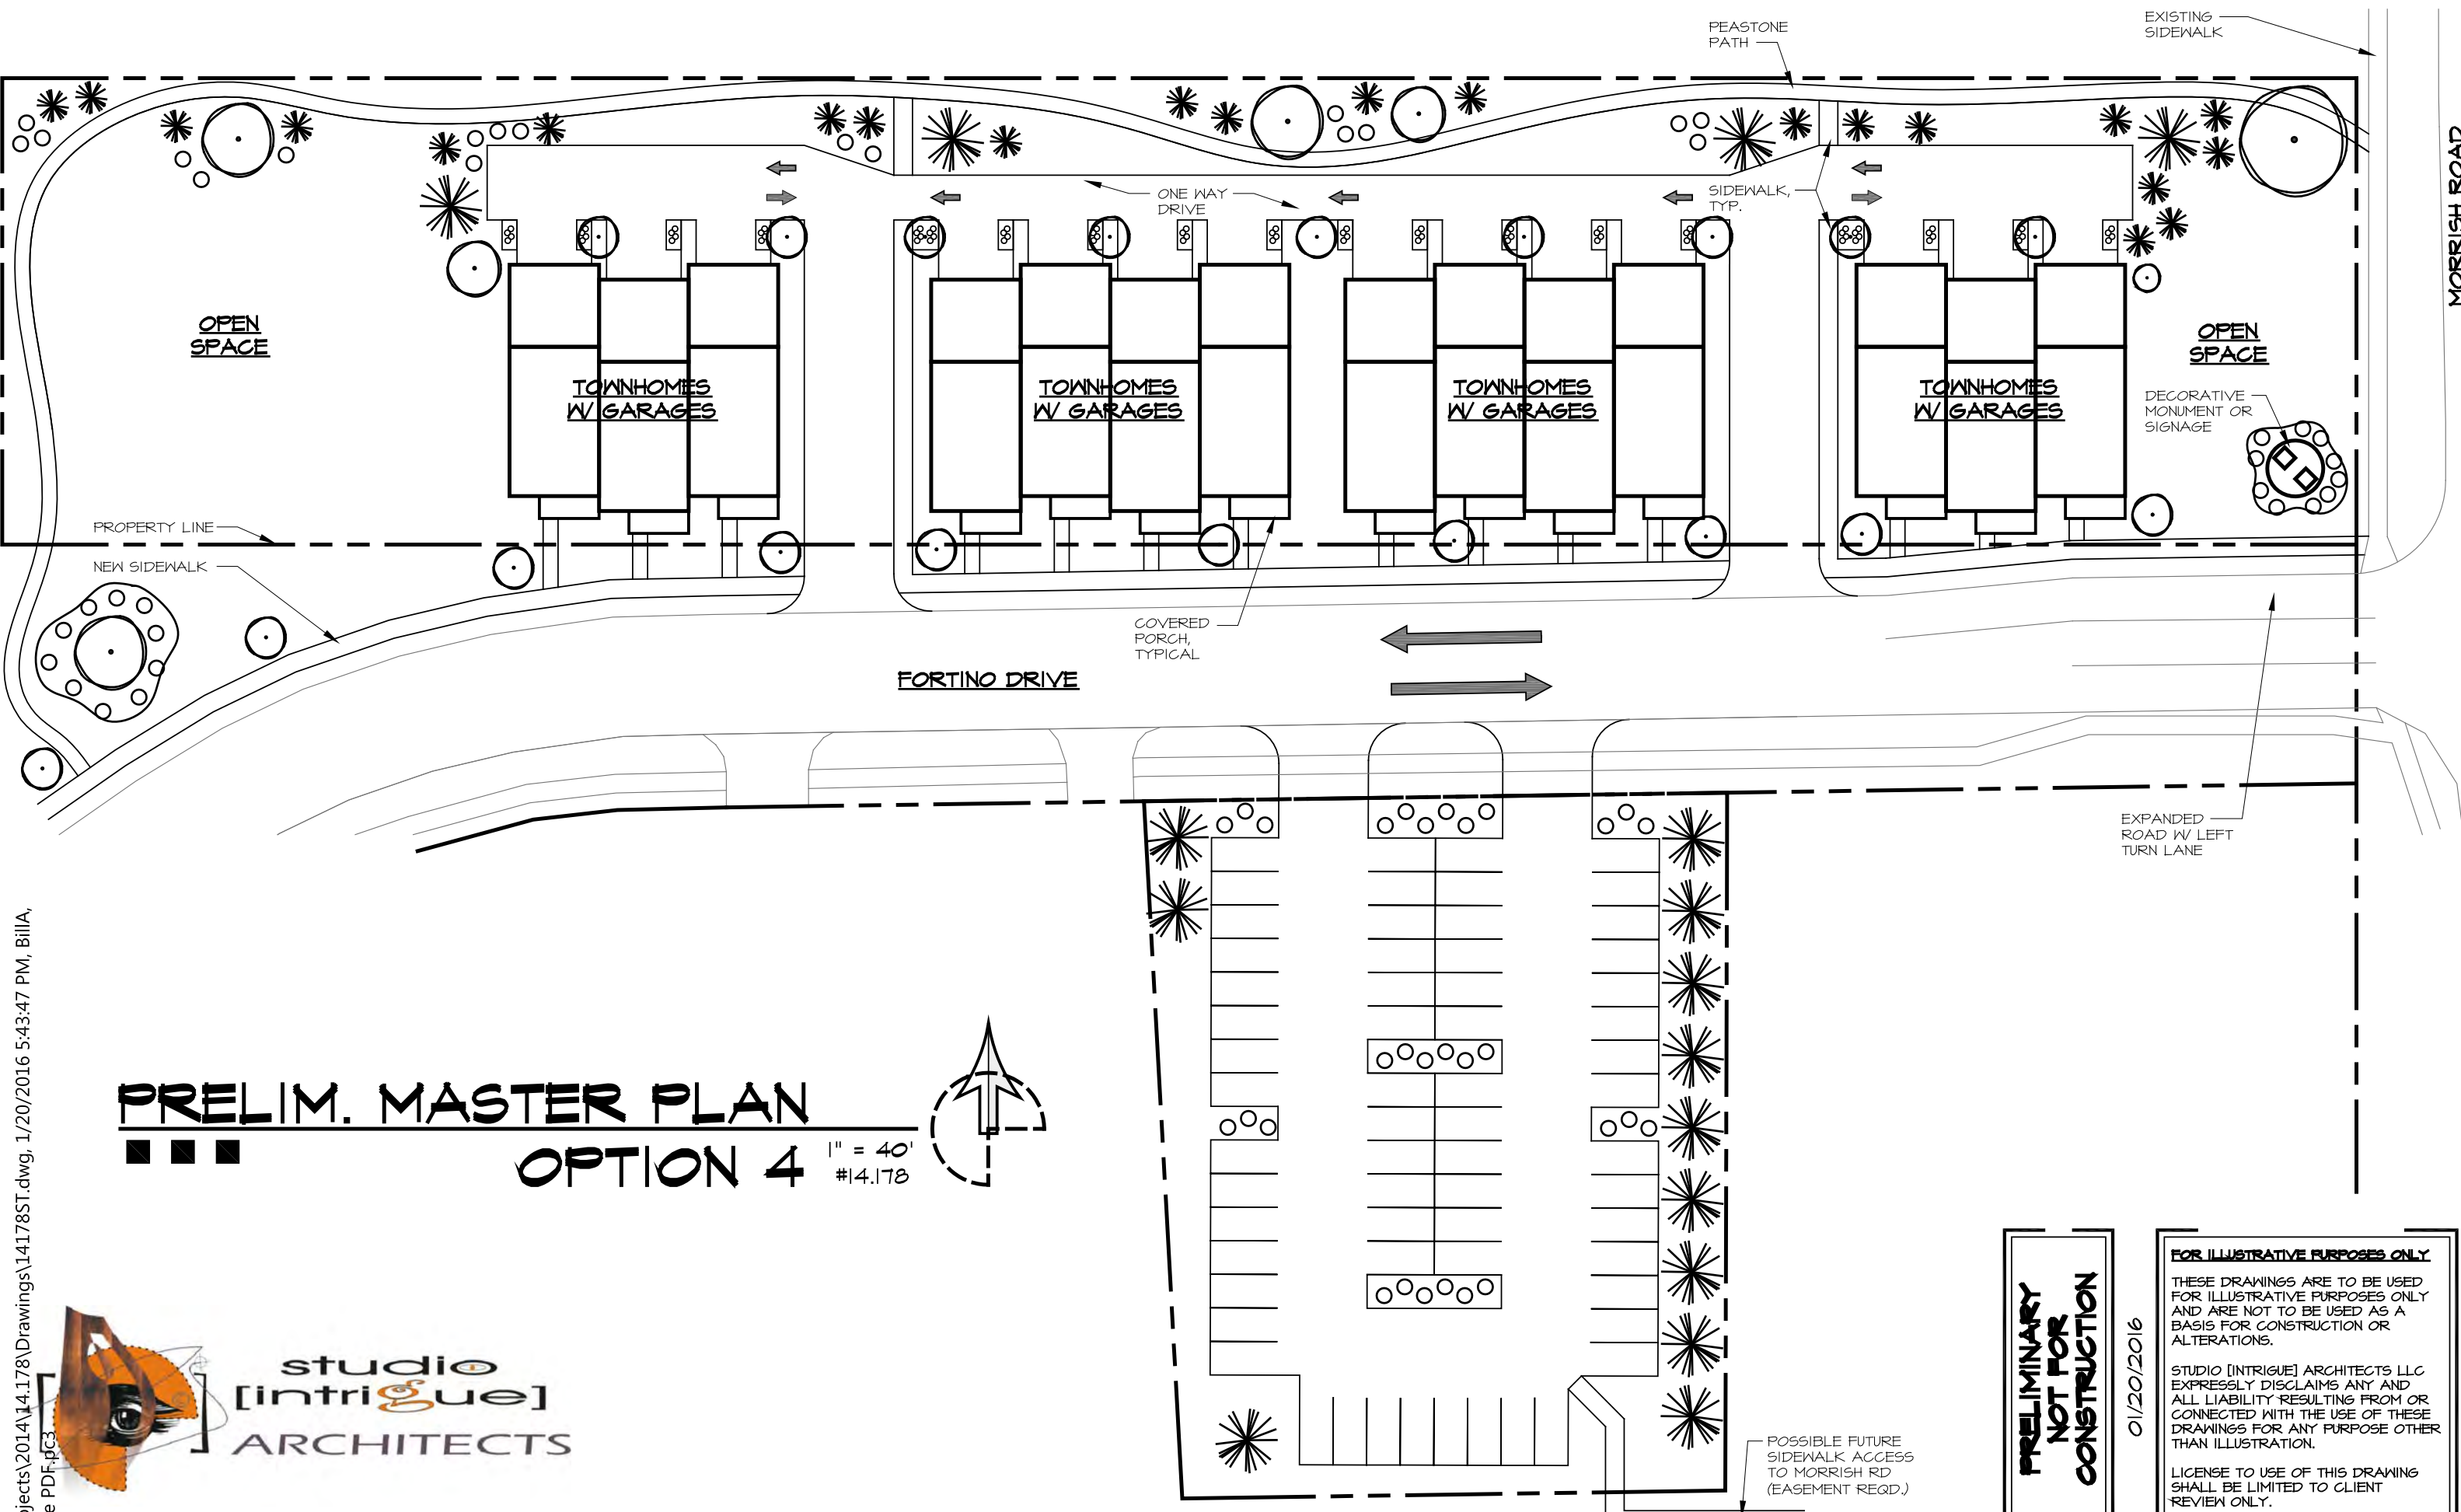 PEASTONE
PATH
EXISTING
SIDEWALK
MORRISH ROAD
ONE WAY
DRIVE
SIDEWALK,
TYP.
OPEN
SPACE
OPEN
SPACE
TOWNHOMES
W/ GARAGES
TOWNHOMES
W/ GARAGES
TOWNHOMES
W/ GARAGES
TOWNHOMES
W/ GARAGES
DECORATIVE
MONUMENT OR
SIGNAGE
PROPERTY LINE
NEW SIDEWALK
COVERED
PORCH,
TYPICAL
FORTINO DRIVE
EXPANDED
ROAD W/ LEFT
TURN LANE
PRELIM. MASTER PLAN
OPTION 4
1" = 40'
#14.178
jects\2014\14.178\Drawings\14178ST.dwg, 1/20/2016 5:43:47 PM, BillA,
e PDF.pc3
studio
[intrigue]
ARCHITECTS
POSSIBLE FUTURE
SIDEWALK ACCESS
TO MORRISH RD
(EASEMENT REQD.)
PRELIMINARY
NOT FOR
CONSTRUCTION
01/20/2016
FOR ILLUSTRATIVE PURPOSES ONLY
THESE DRAWINGS ARE TO BE USED
FOR ILLUSTRATIVE PURPOSES ONLY
AND ARE NOT TO BE USED AS A
BASIS FOR CONSTRUCTION OR
ALTERATIONS.
STUDIO [INTRIGUE] ARCHITECTS LLC
EXPRESSLY DISCLAIMS ANY AND
ALL LIABILITY RESULTING FROM OR
CONNECTED WITH THE USE OF THESE
DRAWINGS FOR ANY PURPOSE OTHER
THAN ILLUSTRATION.
LICENSE TO USE OF THIS DRAWING
SHALL BE LIMITED TO CLIENT
REVIEW ONLY.